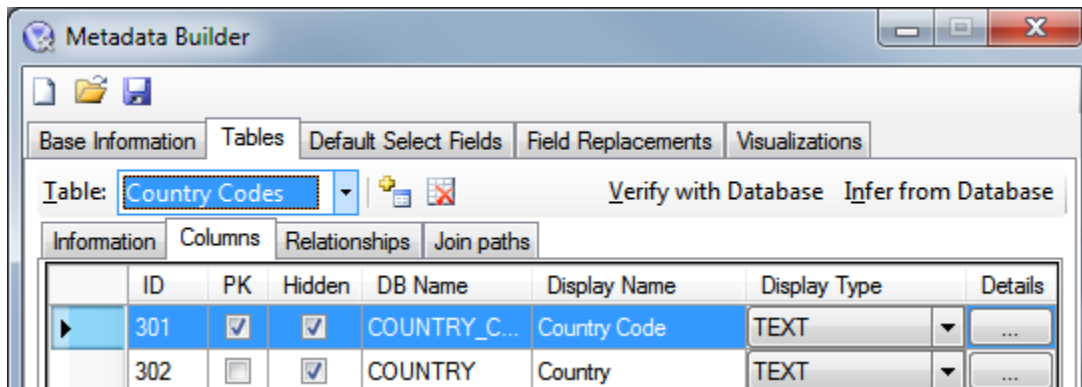 Metadata Builder
Base Information Tables Default Select Fields Field Replacements Visualizations
Table: Country Codes Verify with Database Infer from Database
Information Columns Relationships Join paths
ID PK Hidden DB Name Display Name Display Type Details
301 COUNTRY_C... Country Code TEXT ...
302 COUNTRY Country TEXT ...